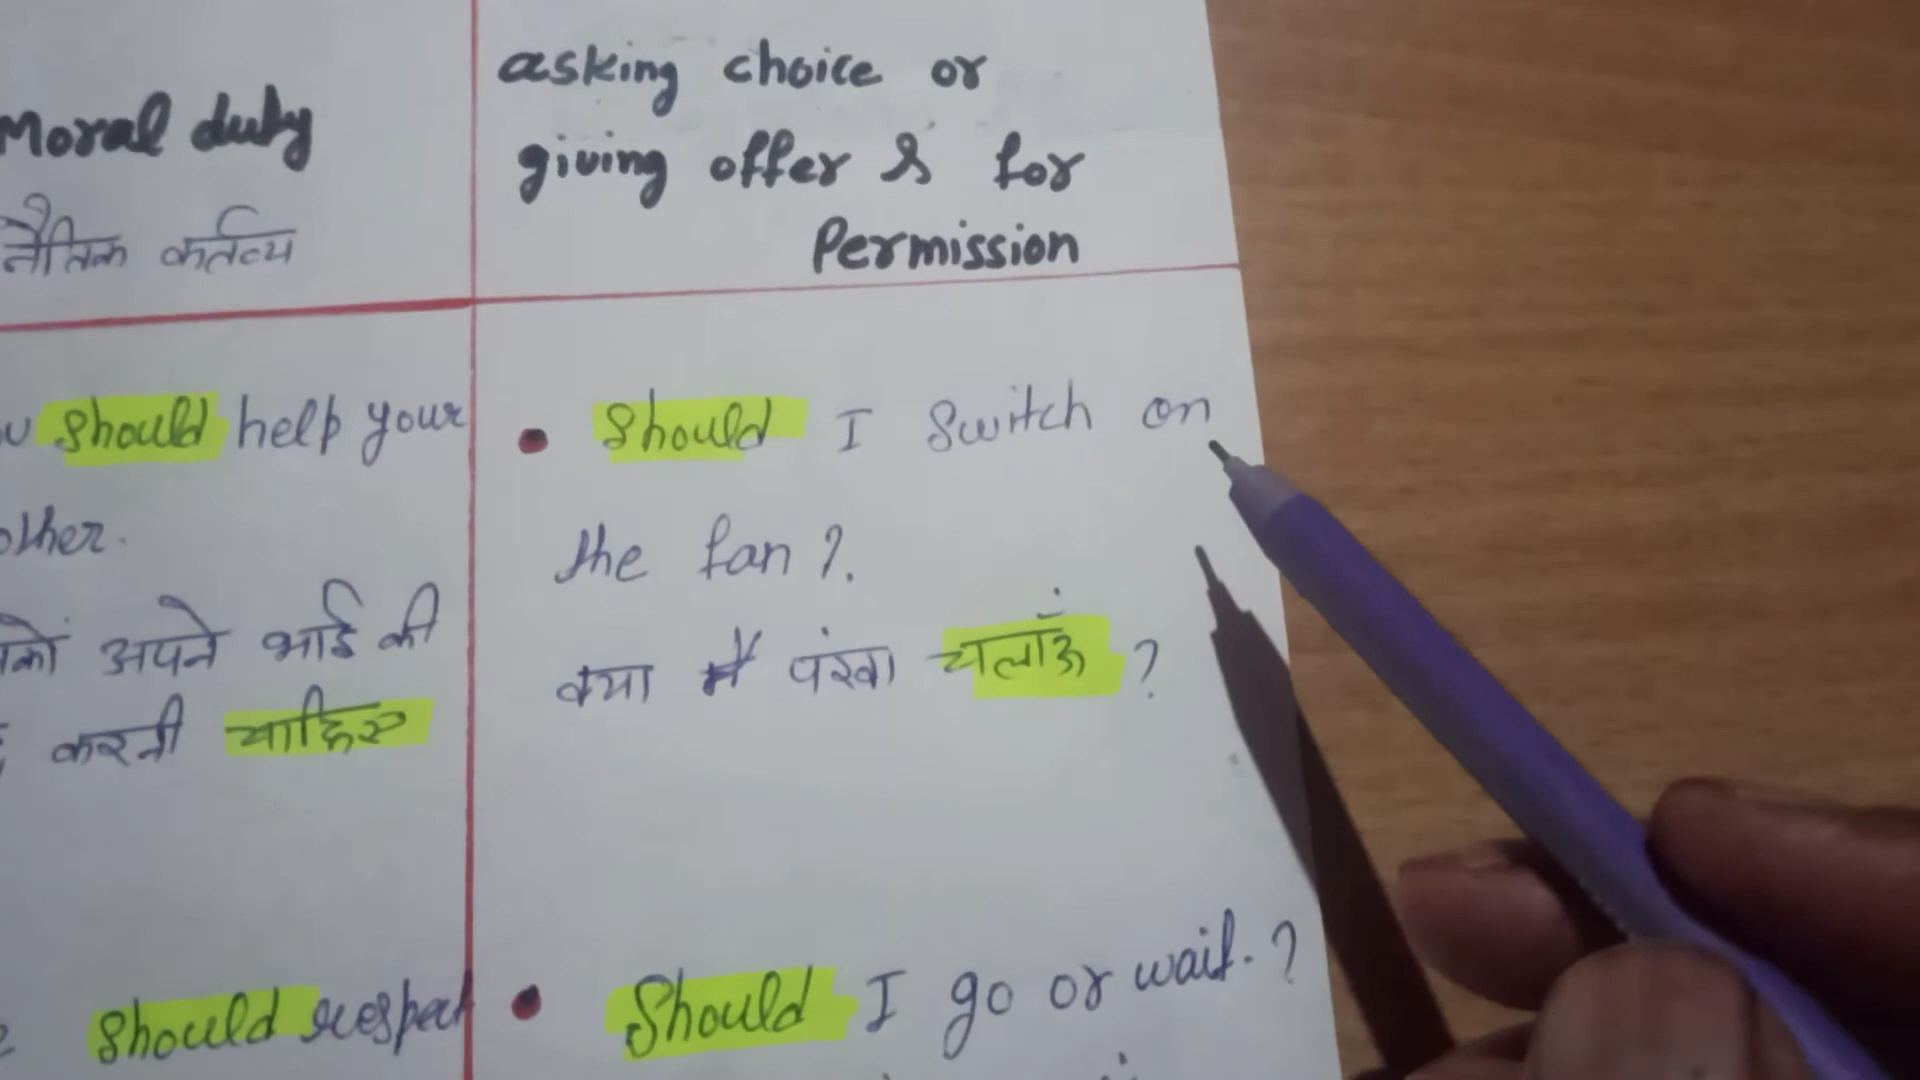 Moral duty
नैतिक कर्तव्य
should help your
other.
अपने भाई की
करनी चाहिए
should respect
asking choice or
giving offer & for
Permission
Should I Switch on
the fan?.
क्या मैं पंखा चलाऊं ?
Should I go or wait.?